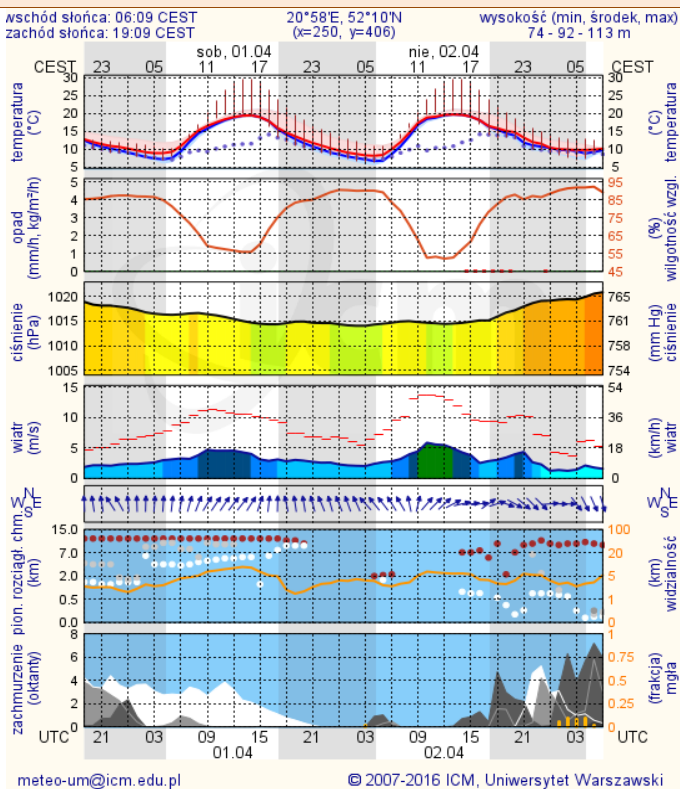 wschód słońca: 06:09 CEST 20°58'E, 52°10'N wysokość (min, środek, max)
zachód słońca: 19:09 CEST (x=250, y=406) 74 - 92 - 113 m
sob, 01.04 nie, 02.04
CEST 23 05 11 17 23 05 11 17 23 05 CEST
temperatura (°C)
30 25 20 15 10 5
30 25 20 15 10 5
(°C) temperatura
opad (mm/h, kg/m²/h)
5 4 3 2 1 0
95 85 75 65 55 45
(%) wilgotność wzgl.
ciśnienie (hPa)
1020 1015 1010 1005
765 761 758 754
(mm Hg) ciśnienie
wiatr (m/s)
15 10 5 0
54 36 18 0
(km/h) wiatr
N W E S
N W E S
pion. rozciągł. chm. (km)
15.0 7.0 2.0 0.5 0.0
100 20 5 1 0
(km) widzialność
zachmurzenie (oktanty)
8 6 4 2 0
1 0.75 0.5 0.25 0
(frakcja) mgła
UTC 21 03 09 15 21 03 09 15 21 03 UTC
01.04 02.04
meteo-um@icm.edu.pl © 2007-2016 ICM, Uniwersytet Warszawski